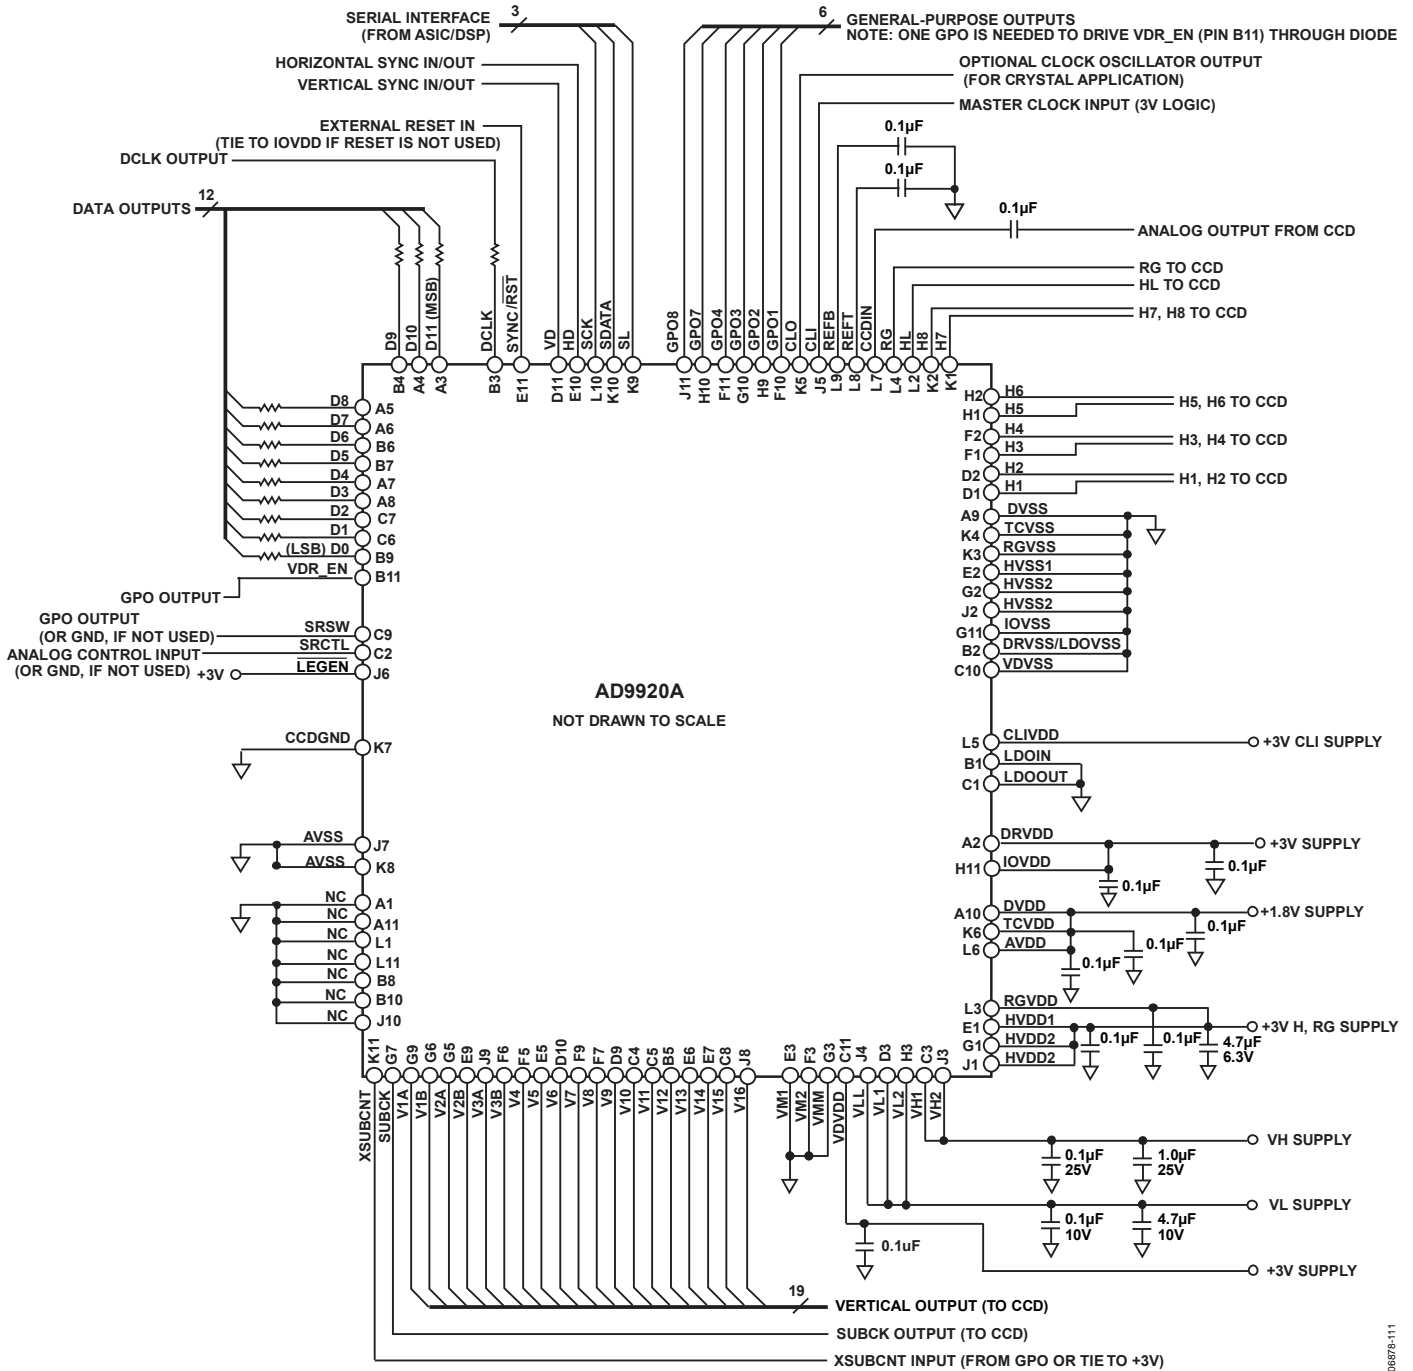 SERIAL INTERFACE
(FROM ASIC/DSP)
3
6
GENERAL-PURPOSE OUTPUTS
NOTE: ONE GPO IS NEEDED TO DRIVE VDR_EN (PIN B11) THROUGH DIODE
HORIZONTAL SYNC IN/OUT
VERTICAL SYNC IN/OUT
OPTIONAL CLOCK OSCILLATOR OUTPUT
(FOR CRYSTAL APPLICATION)
MASTER CLOCK INPUT (3V LOGIC)
EXTERNAL RESET IN
(TIE TO IOVDD IF RESET IS NOT USED)
DCLK OUTPUT
0.1µF
0.1µF
DATA OUTPUTS
12
0.1µF
ANALOG OUTPUT FROM CCD
RG TO CCD
HL TO CCD
H7, H8 TO CCD
D9
D10
D11 (MSB)
DCLK
SYNC/RST
VD
HD
SCK
SDATA
SL
GPO8
GPO7
GPO4
GPO3
GPO2
GPO1
CLO
CLI
REFB
REFT
CCDIN
RG
HL
H8
H7
B4
A4
A3
B3
E11
D11
E10
L10
K10
K9
J11
H10
F11
G10
H9
F10
K5
J5
L9
L8
L7
L4
L2
K2
K1
D8 A5
D7 A6
D6 B6
D5 B7
D4 A7
D3 A8
D2 C7
D1 C6
(LSB) D0 B9
VDR_EN B11
GPO OUTPUT
GPO OUTPUT
(OR GND, IF NOT USED)
SRSW C9
ANALOG CONTROL INPUT
(OR GND, IF NOT USED)
SRCTL C2
+3V
LEGEN J6
CCDGND K7
AVSS J7
AVSS K8
NC A1
NC A11
NC L1
NC L11
NC B8
NC B10
NC J10
AD9920A
NOT DRAWN TO SCALE
H2 H6
H1 H5
H5, H6 TO CCD
F2 H4
F1 H3
H3, H4 TO CCD
D2 H2
D1 H1
H1, H2 TO CCD
A9 DVSS
K4 TCVSS
K3 RGVSS
E2 HVSS1
G2 HVSS2
J2 HVSS2
G11 IOVSS
B2 DRVSS/LDOVSS
C10 VDVSS
L5 CLIVDD
+3V CLI SUPPLY
B1 LDOIN
C1 LDOOUT
A2 DRVDD
+3V SUPPLY
H11 IOVDD
0.1µF
0.1µF
A10 DVDD
+1.8V SUPPLY
K6 TCVDD
L6 AVDD
0.1µF
0.1µF
0.1µF
L3 RGVDD
E1 HVDD1
+3V H, RG SUPPLY
G1 HVDD2
J1 HVDD2
0.1µF
0.1µF
4.7µF
6.3V
K11
G7
G9
G6
G5
E9
J9
F6
F5
E5
D10
F9
F7
D9
C4
C5
B5
E6
E7
C8
J8
E3
F3
G3
C11
J4
D3
H3
C3
J3
XSUBCNT
SUBCK
V1A
V1B
V2A
V2B
V3A
V3B
V4
V5
V6
V7
V8
V9
V10
V11
V12
V13
V14
V15
V16
VM1
VM2
VMM
VDVDD
VLL
VL1
VL2
VH1
VH2
VH SUPPLY
0.1µF
25V
1.0µF
25V
VL SUPPLY
0.1µF
10V
4.7µF
10V
0.1uF
+3V SUPPLY
19
VERTICAL OUTPUT (TO CCD)
SUBCK OUTPUT (TO CCD)
XSUBCNT INPUT (FROM GPO OR TIE TO +3V)
06878-111